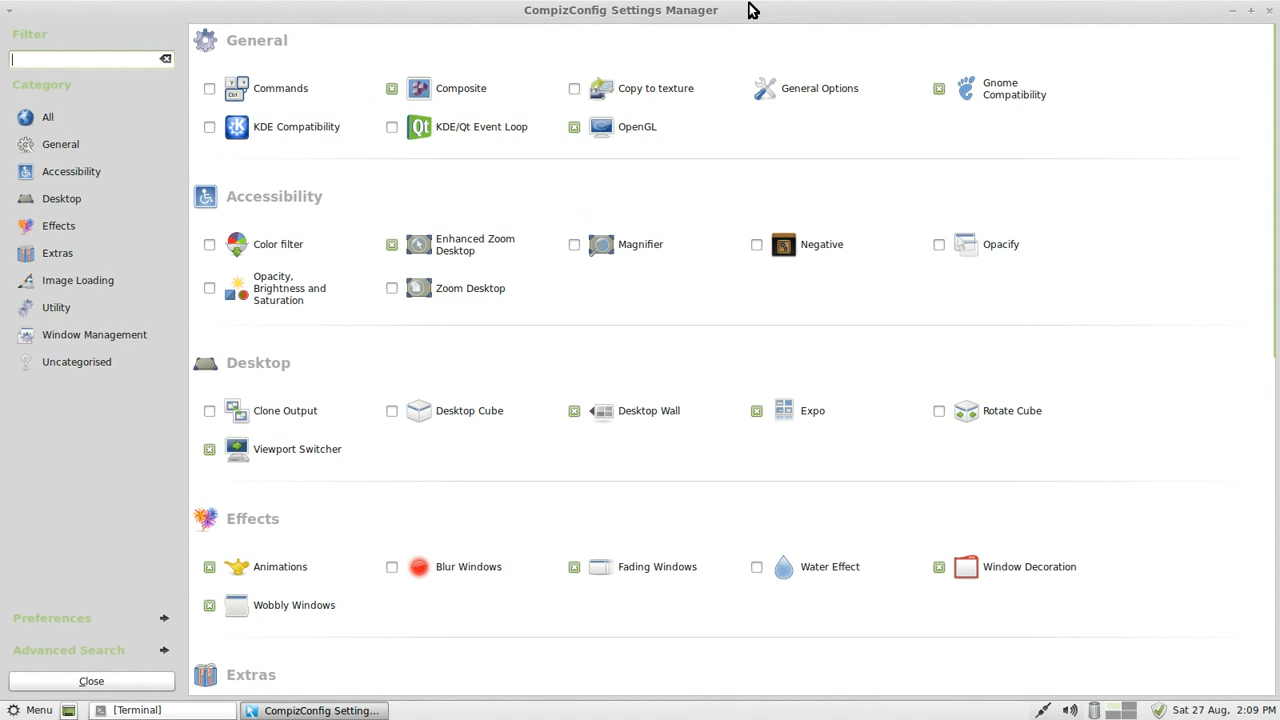 CompizConfig Settings Manager
Filter
Category
All
General
Accessibility
Desktop
Effects
Extras
Image Loading
Utility
Window Management
Uncategorised
Preferences
Advanced Search
Close
General
Commands
Composite
Copy to texture
General Options
Gnome
Compatibility
KDE Compatibility
KDE/Qt Event Loop
OpenGL
Accessibility
Color filter
Enhanced Zoom
Desktop
Magnifier
Negative
Opacify
Opacity,
Brightness and
Saturation
Zoom Desktop
Desktop
Clone Output
Desktop Cube
Desktop Wall
Expo
Rotate Cube
Viewport Switcher
Effects
Animations
Blur Windows
Fading Windows
Water Effect
Window Decoration
Wobbly Windows
Extras
Menu
[Terminal]
CompizConfig Setting...
Sat 27 Aug, 2:09 PM